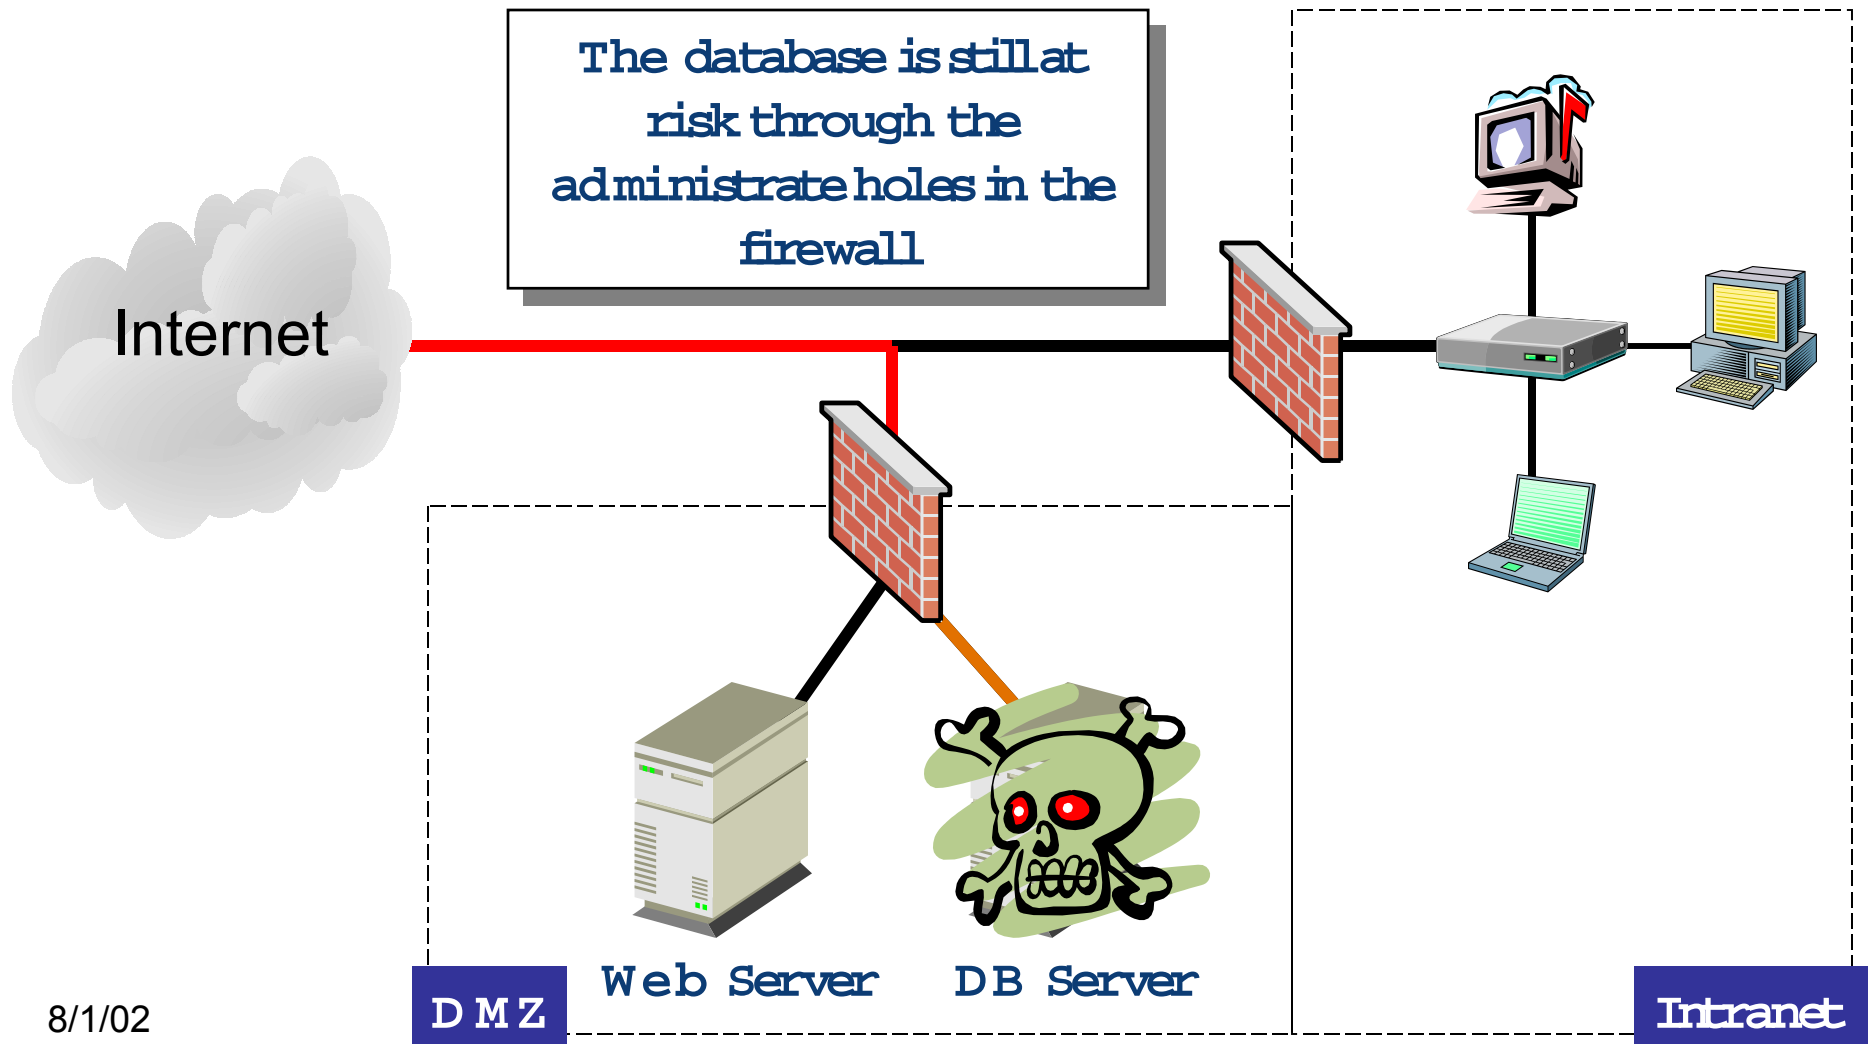 The database is still at
risk through the
administrate holes in the
firewall
Internet
Web Server
DB Server
DMZ
Intranet
8/1/02